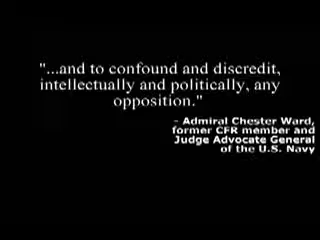 "...and to confound and discredit,
intellectually and politically, any
opposition."
- Admiral Chester Ward,
former CFR member and
Judge Advocate General
of the U.S. Navy